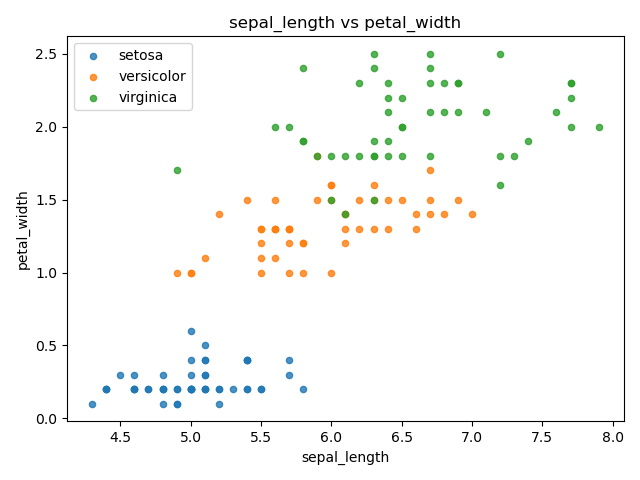 sepal_length vs petal_width
setosa
versicolor
virginica
petal_width
2.5
2.0
1.5
1.0
0.5
0.0
4.5 5.0 5.5 6.0 6.5 7.0 7.5 8.0
sepal_length